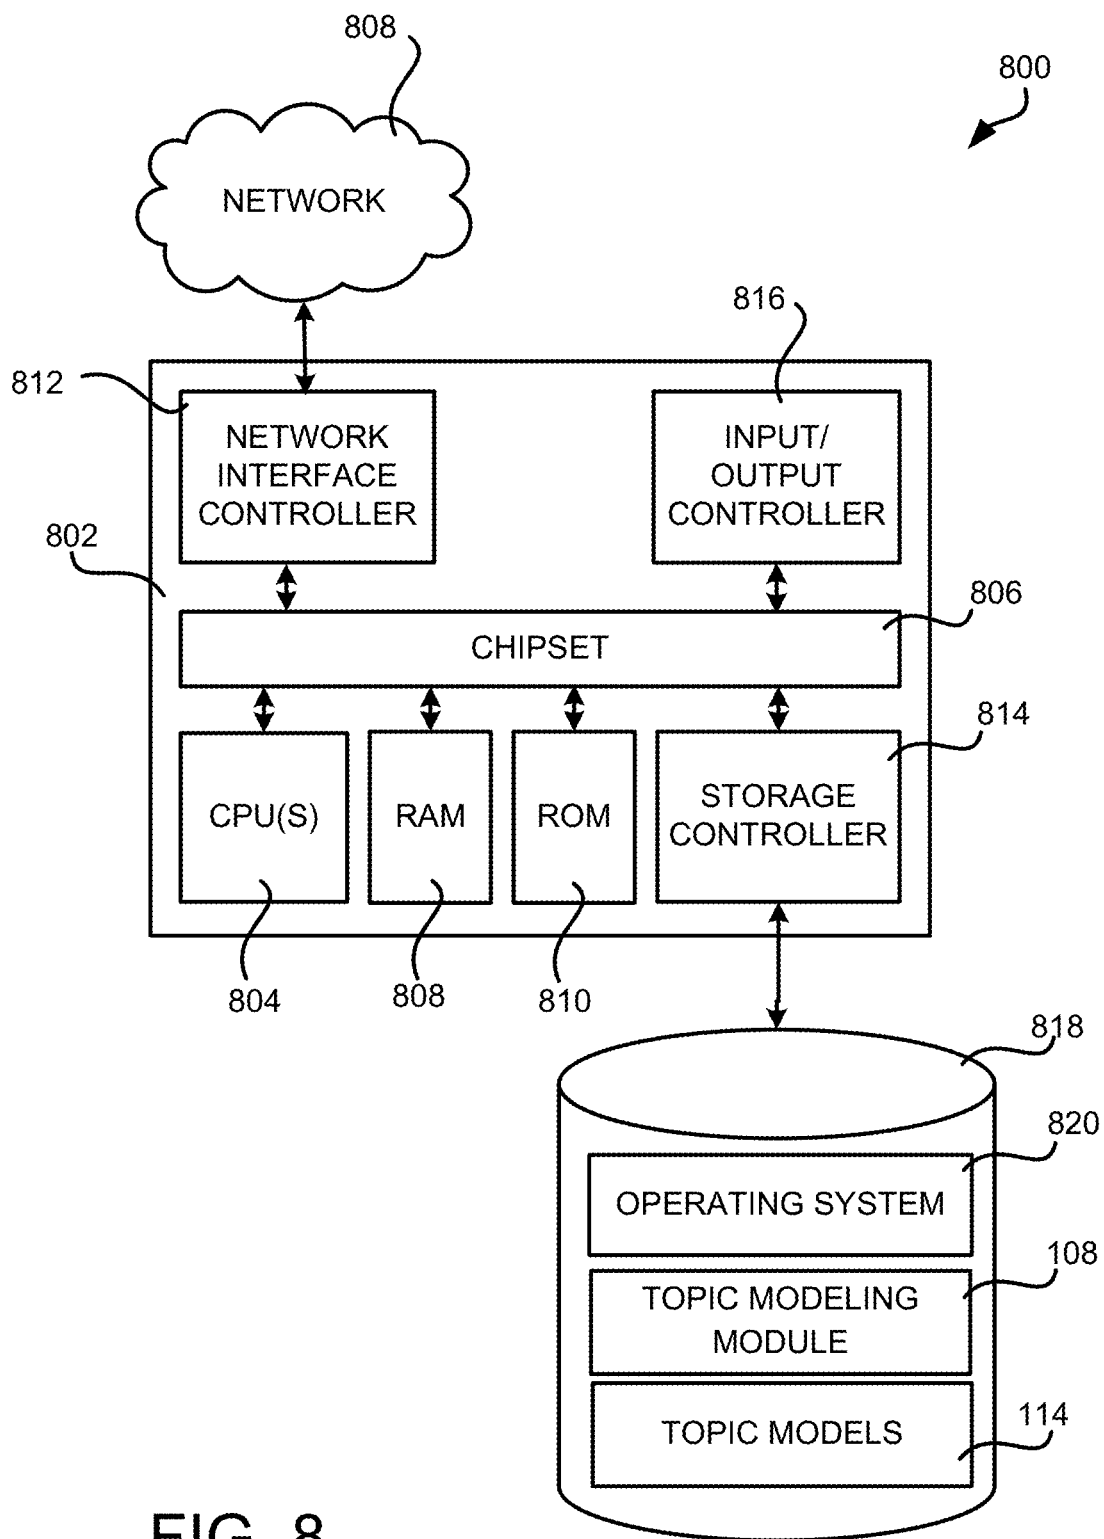 808
800
NETWORK
816
812
NETWORK
INTERFACE
CONTROLLER
INPUT/
OUTPUT
CONTROLLER
802
806
CHIPSET
814
CPU(S)
RAM
ROM
STORAGE
CONTROLLER
804
808
810
818
820
OPERATING SYSTEM
108
TOPIC MODELING
MODULE
114
TOPIC MODELS
FIG. 8